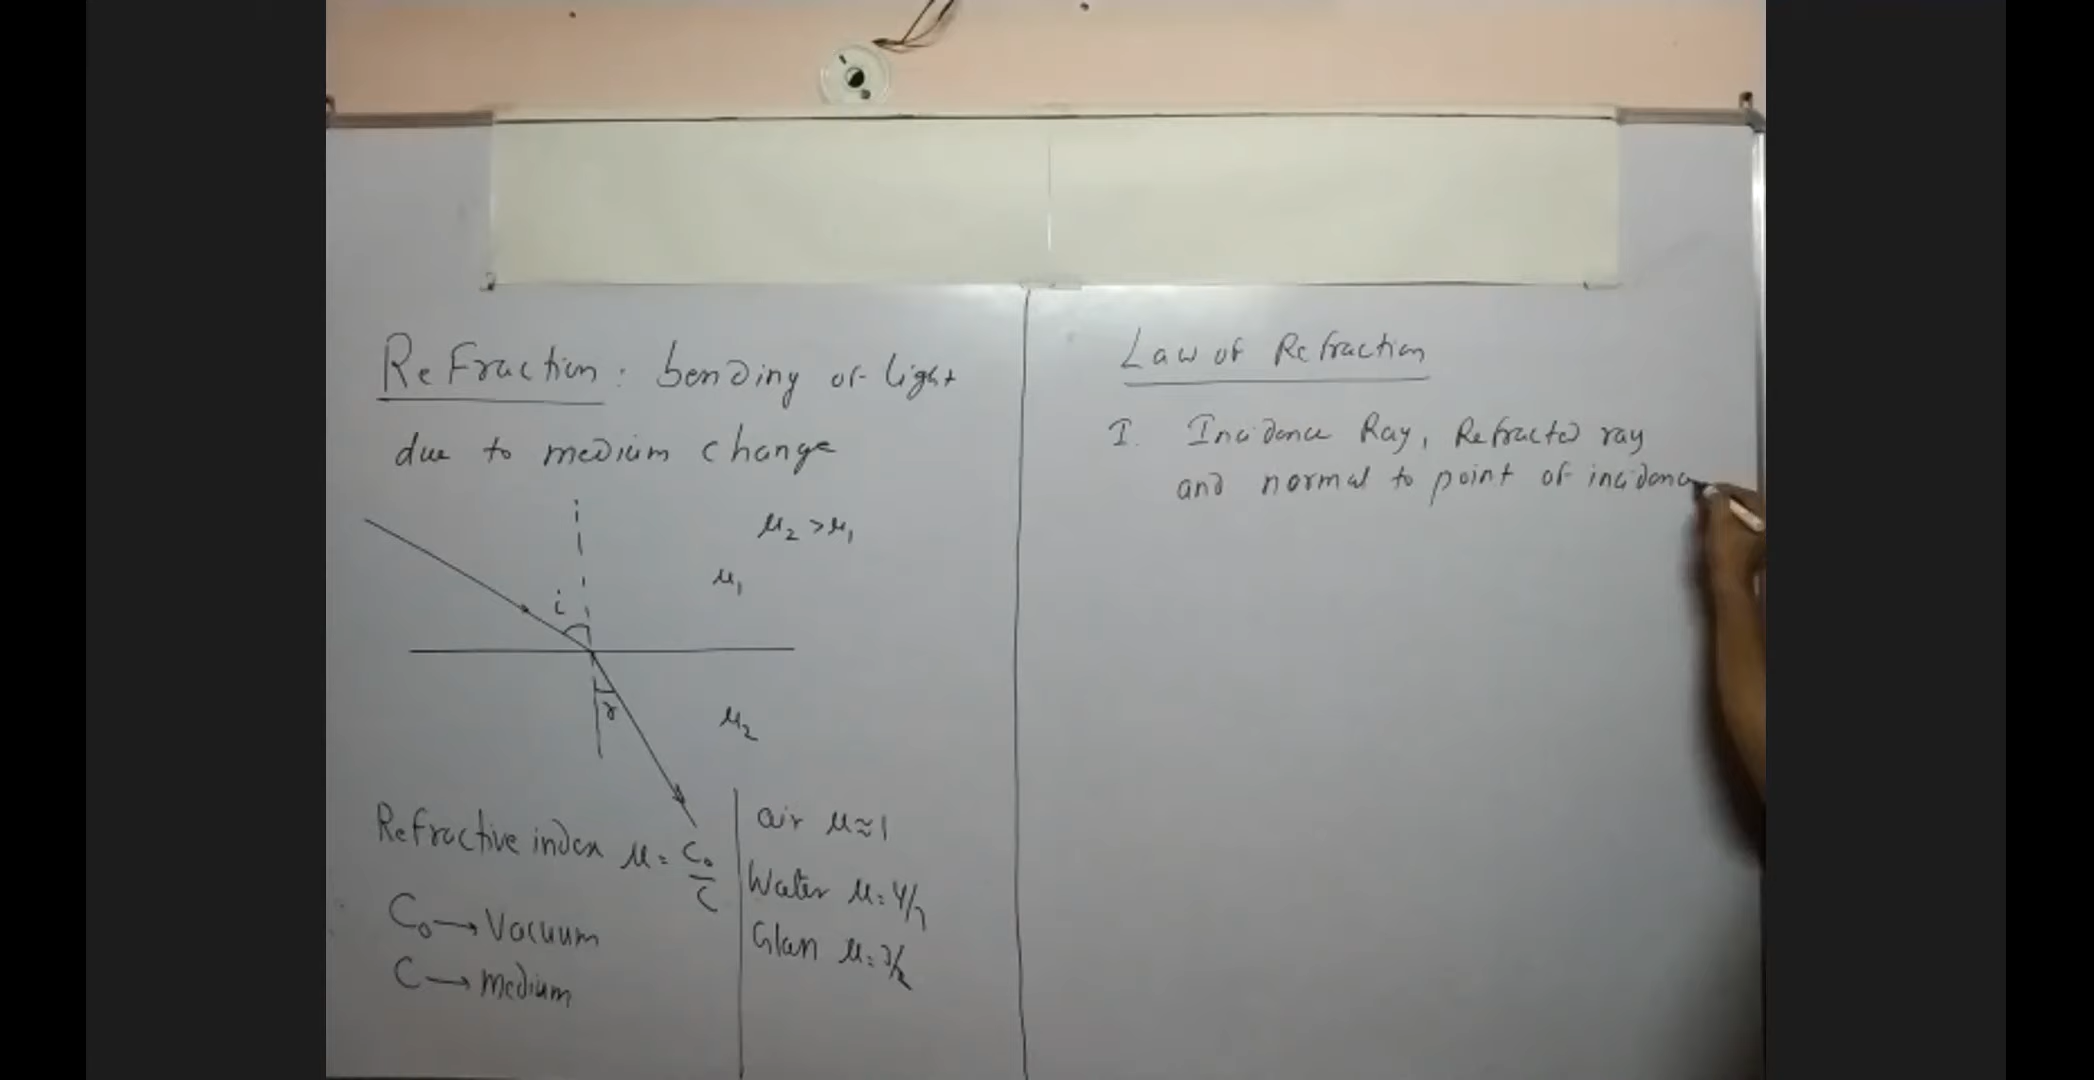 Refraction: bending of light
due to medium change
μ₂ > μ₁
μ₁
i
r
μ₂
Refractive index μ = C₀/C
C₀ → Vacuum
C → medium
air μ ≈ 1
Water μ = 4/3
Glass μ = 3/2
Law of Refraction
I. Incidence Ray, Refracted ray
and normal to point of incidence